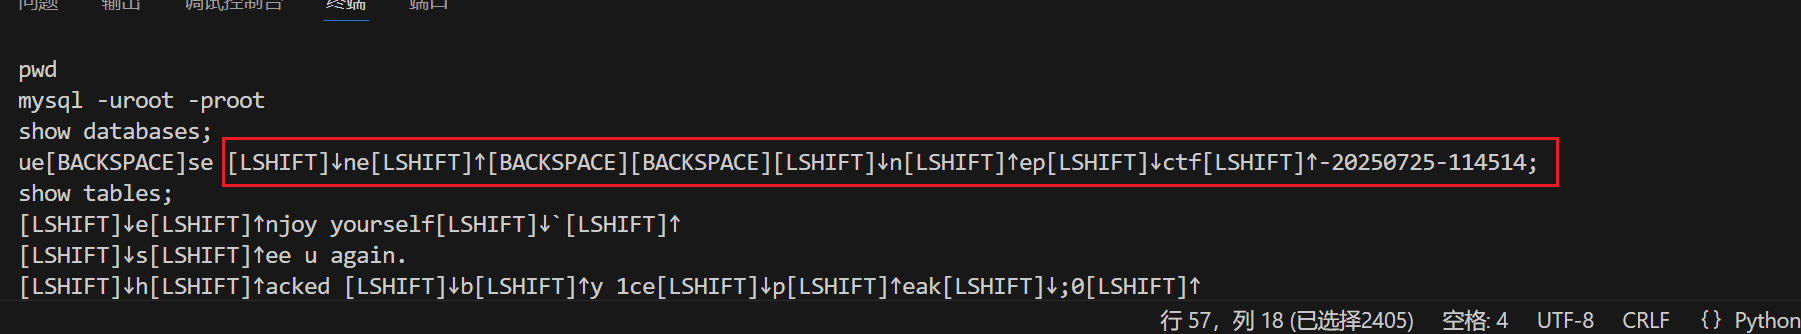 问题 输出 调试控制台 终端 端口
pwd
mysql -uroot -proot
show databases;
ue[BACKSPACE]se [LSHIFT]↓ne[LSHIFT]↑[BACKSPACE][BACKSPACE][LSHIFT]↓n[LSHIFT]↑ep[LSHIFT]↓ctf[LSHIFT]↑-20250725-114514;
show tables;
[LSHIFT]↓e[LSHIFT]↑njoy yourself[LSHIFT]↓`[LSHIFT]↑
[LSHIFT]↓s[LSHIFT]↑ee u again.
[LSHIFT]↓h[LSHIFT]↑acked [LSHIFT]↓b[LSHIFT]↑y 1ce[LSHIFT]↓p[LSHIFT]↑eak[LSHIFT]↓;0[LSHIFT]↑
行 57，列 18 (已选择2405) 空格: 4 UTF-8 CRLF {} Python